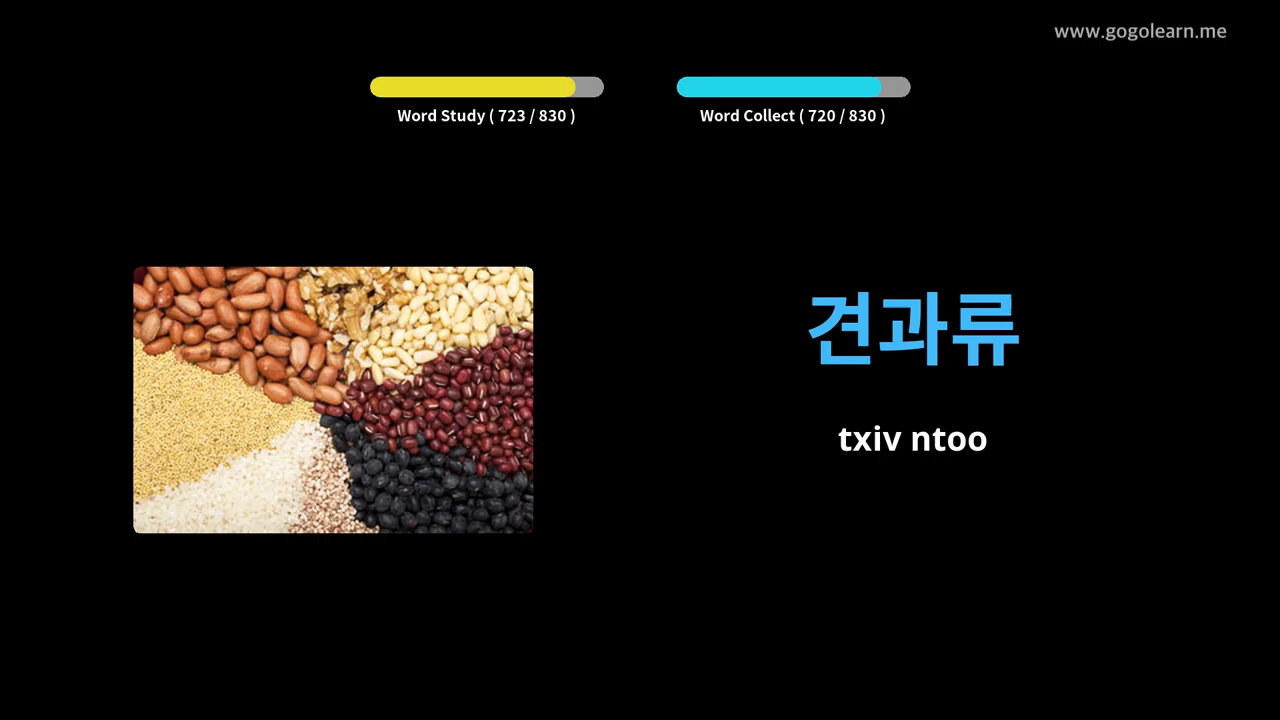 www.gogolearn.me
Word Study ( 723 / 830 )
Word Collect ( 720 / 830 )
견과류
txiv ntoo